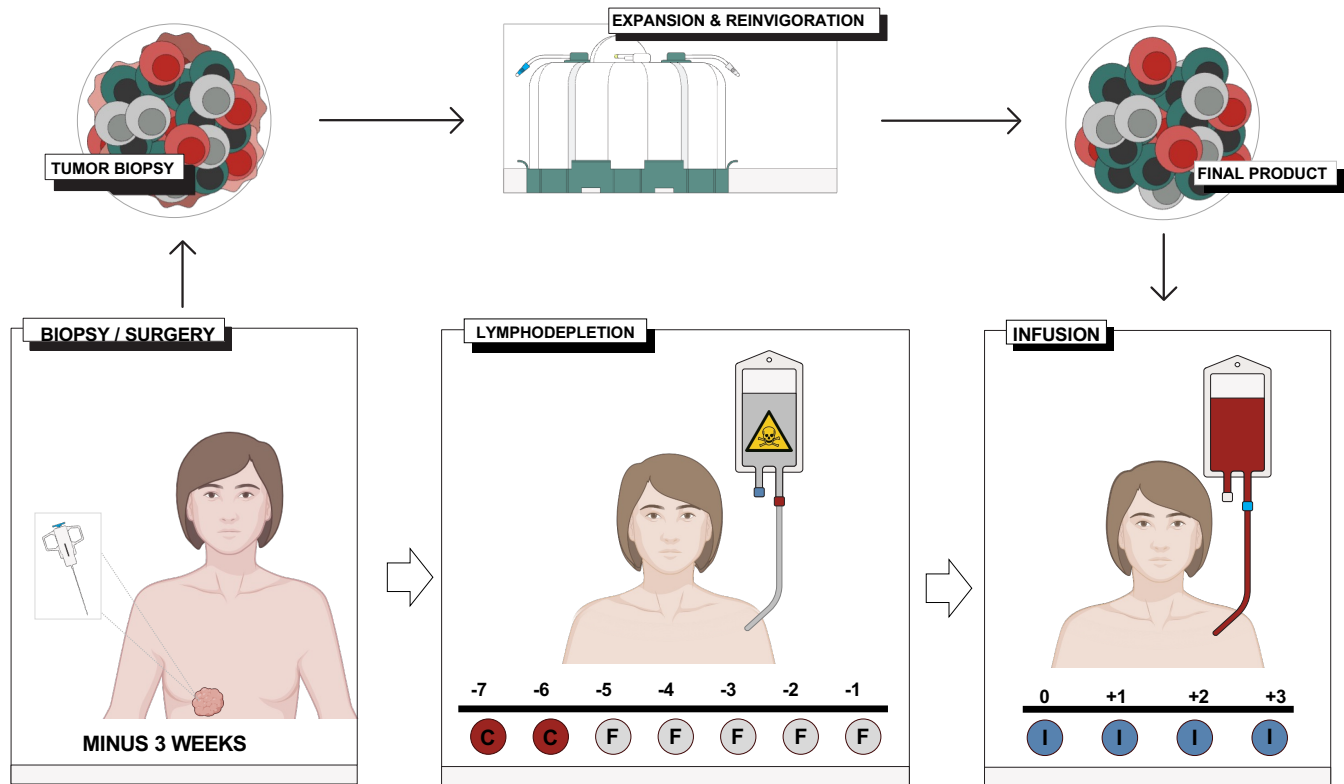 EXPANSION & REINVIGORATION
TUMOR BIOPSY
FINAL PRODUCT
BIOPSY / SURGERY
LYMPHODEPLETION
INFUSION
-7 -6 -5 -4 -3 -2 -1
C C F F F F F
0 +1 +2 +3
I I I I
MINUS 3 WEEKS